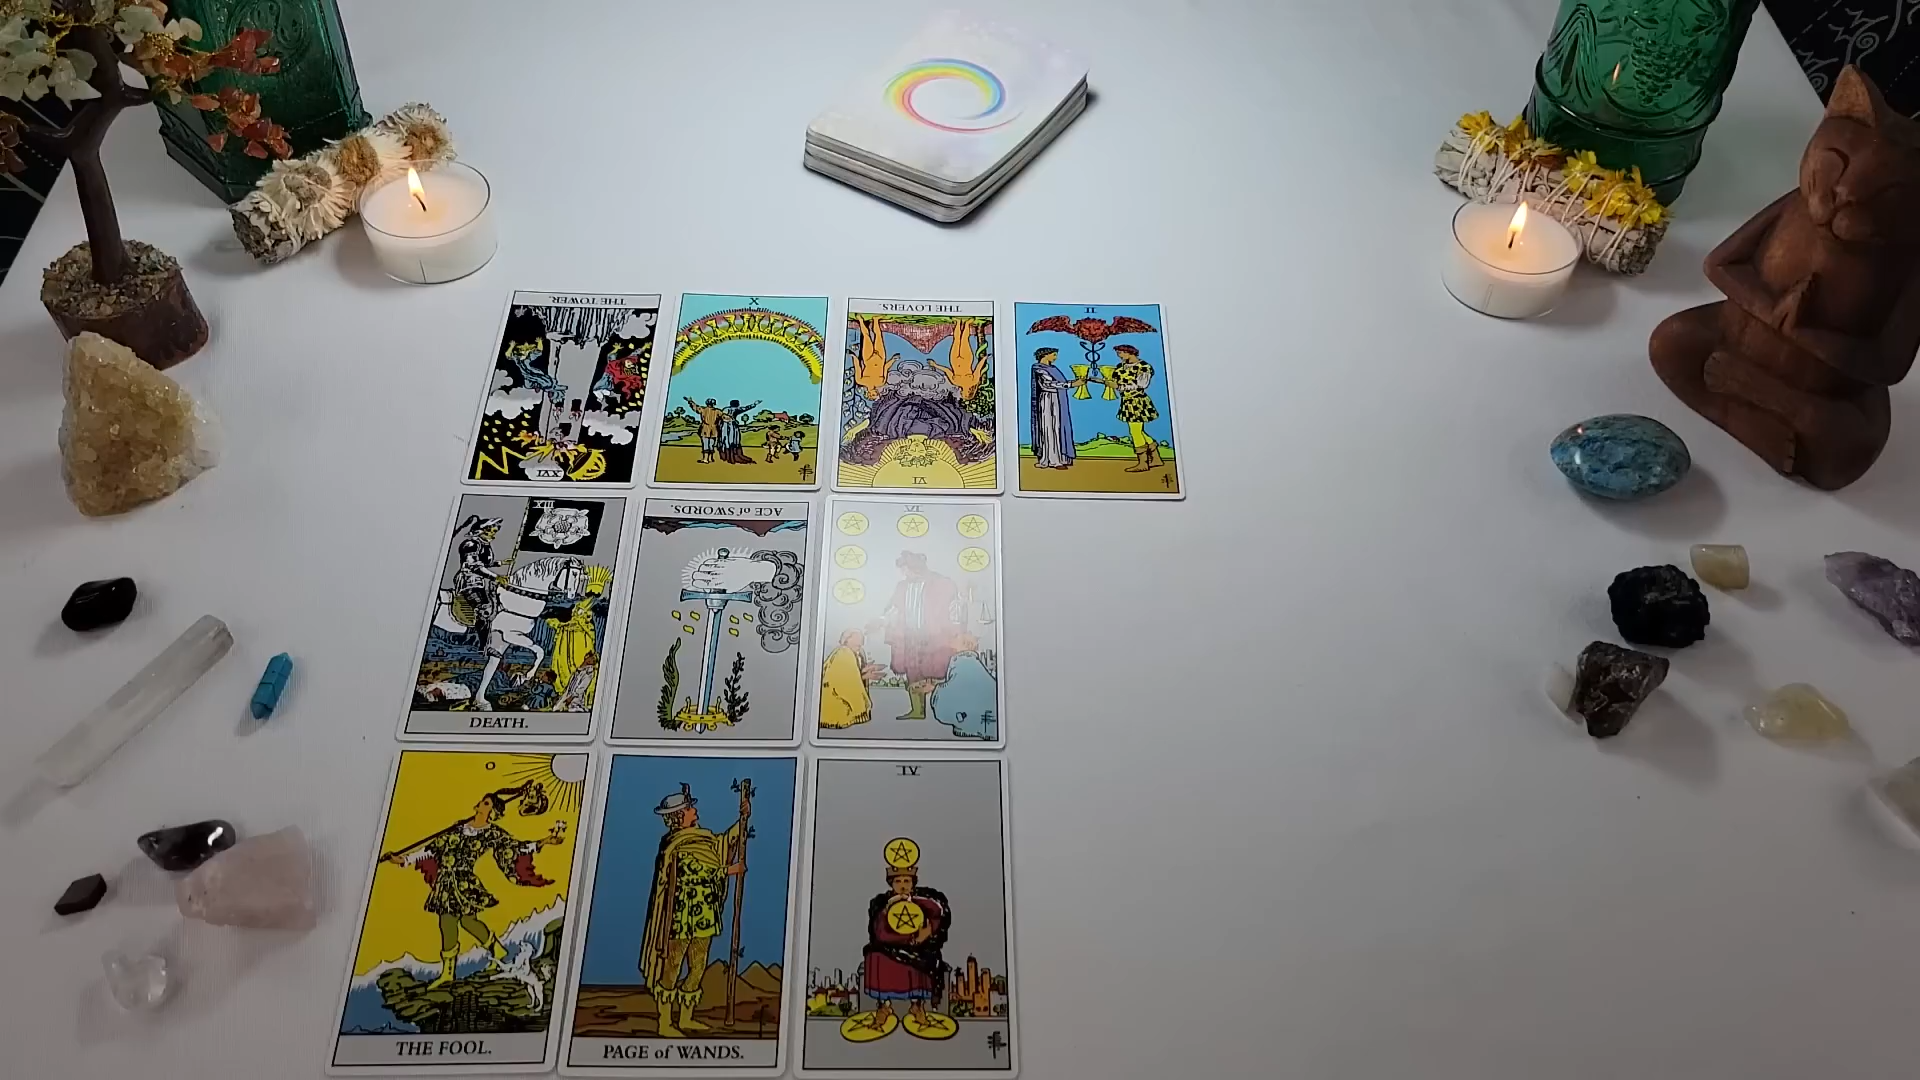 THE TOWER.
XVI
X
THE LOVERS.
VI
II
XIII
DEATH.
ACE of SWORDS.
VI
0
THE FOOL.
PAGE of WANDS.
IV